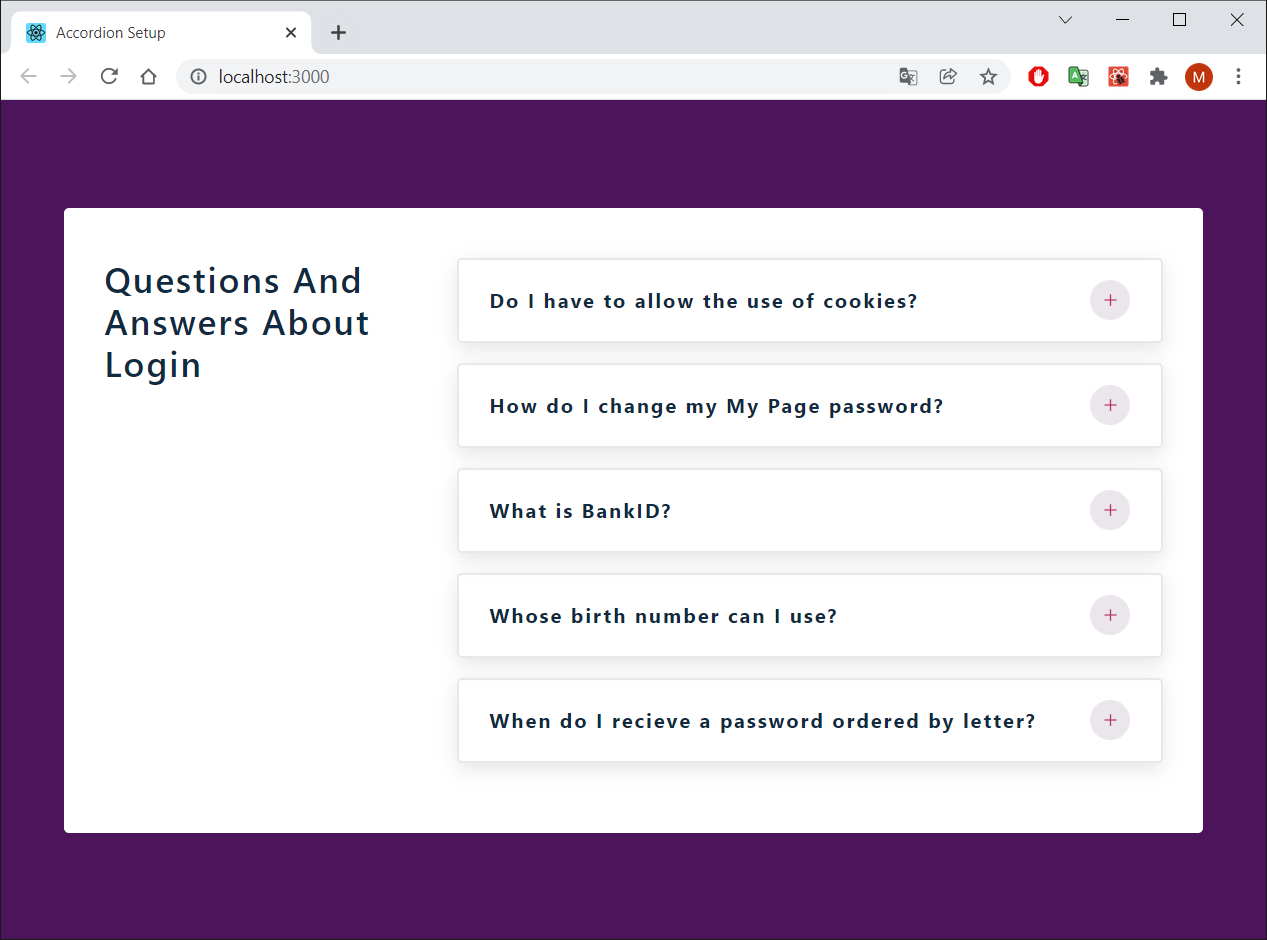 Accordion Setup
localhost:3000
M
Questions And
Answers About
Login
Do I have to allow the use of cookies?
How do I change my My Page password?
What is BankID?
Whose birth number can I use?
When do I recieve a password ordered by letter?